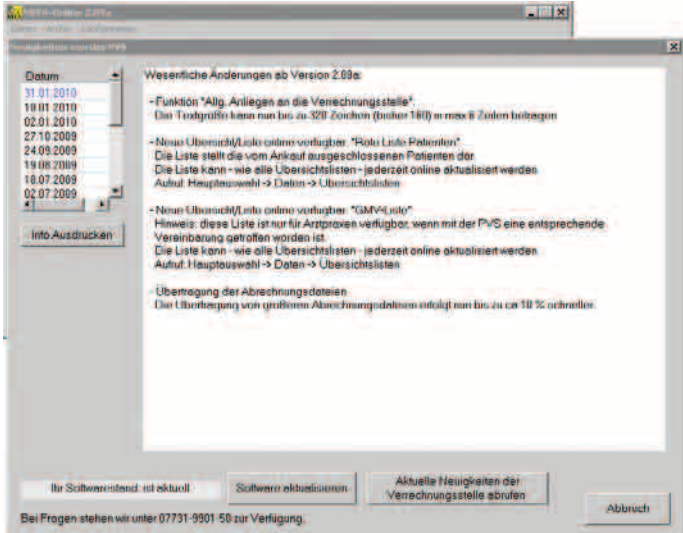 2.09a
Neuigkeiten von der PVS
Datum
31.01.2010
10.01.2010
02.01.2010
27.10.2009
24.09.2009
19.08.2009
18.07.2009
02.07.2009
Info Ausdrucken
Wesentliche Änderungen ab Version 2.09a:
- Funktion "Allg. Anliegen an die Verrechnungsstelle":
Die Textgröße kann nun bis zu 320 Zeichen (bisher 160) in max 8 Zeilen betragen
- Neue Übersicht/Liste online verfügbar: "Rote Liste Patienten"
Die Liste stellt die vom Ankauf ausgeschlossenen Patienten dar.
Die Liste kann - wie alle Übersichtslisten - jederzeit online aktualisiert werden
Aufruf: Hauptauswahl -> Daten -> Übersichtslisten
- Neue Übersicht/Liste online verfügbar: "GMV-Liste"
Hinweis: diese Liste ist nur für Arztpraxen verfügbar, wenn mit der PVS eine entsprechende
Vereinbarung getroffen worden ist.
Die Liste kann - wie alle Übersichtslisten - jederzeit online aktualisiert werden
Aufruf: Hauptauswahl -> Daten -> Übersichtslisten
- Übertragung der Abrechnungsdateien
Die Übertragung von größeren Abrechnungsdateien erfolgt nun bis zu ca 10 % schneller.
Ihr Softwarestand: ist aktuell
Software aktualisieren
Aktuelle Neuigkeiten der
Verrechnungsstelle abrufen
Abbruch
Bei Fragen stehen wir unter 07731-9901-50 zur Verfügung.